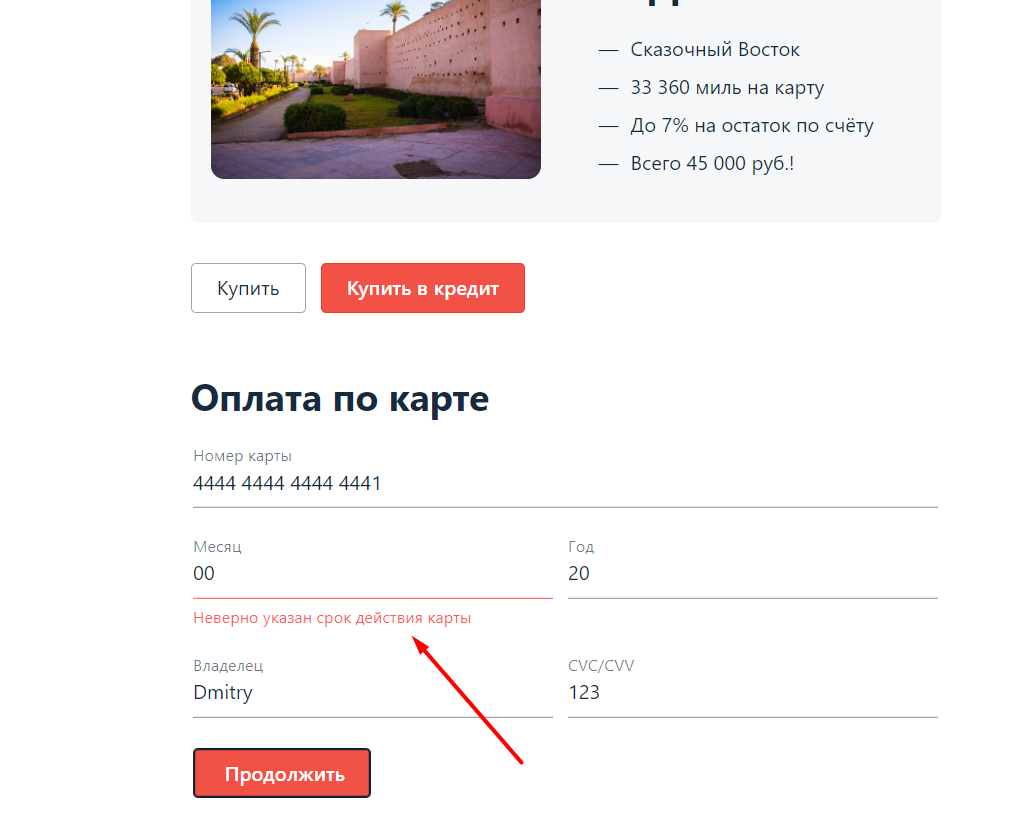 — Сказочный Восток
— 33 360 миль на карту
— До 7% на остаток по счёту
— Всего 45 000 руб.!
Купить
Купить в кредит
Оплата по карте
Номер карты
4444 4444 4444 4441
Месяц
Год
00
20
Неверно указан срок действия карты
Владелец
CVC/CVV
Dmitry
123
Продолжить